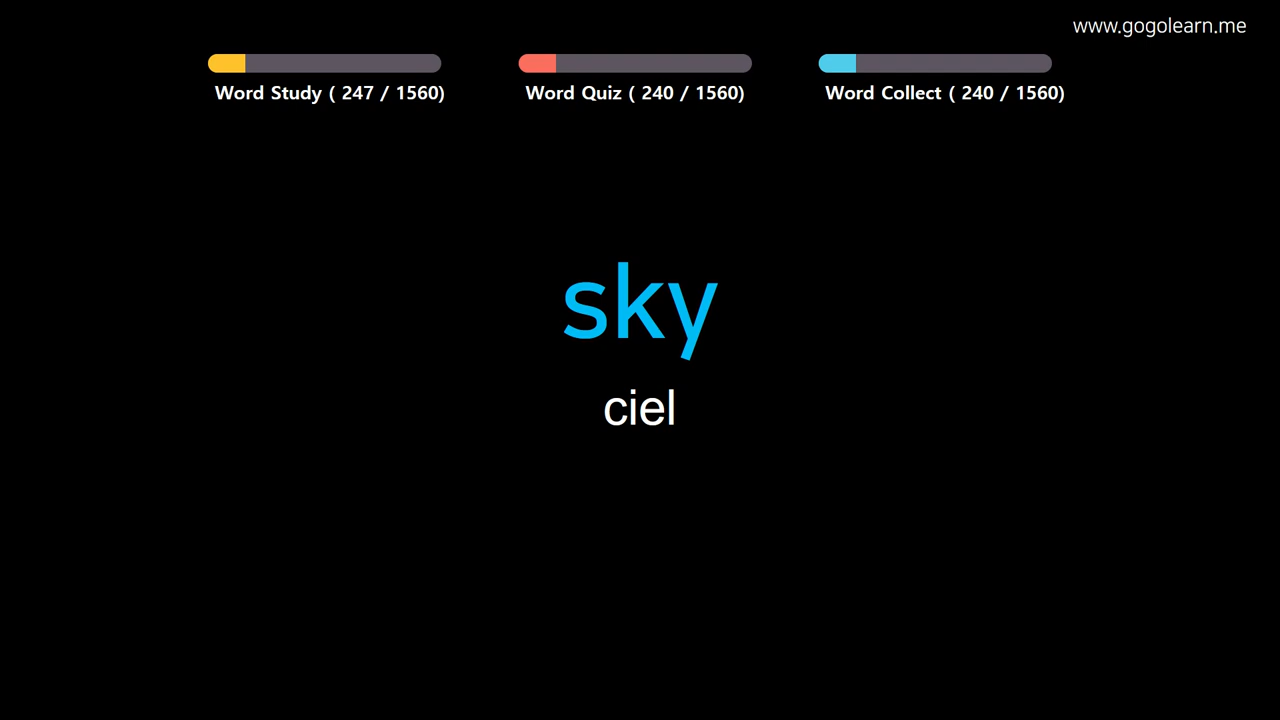 www.gogolearn.me
Word Study ( 247 / 1560)
Word Quiz ( 240 / 1560)
Word Collect ( 240 / 1560)
sky
ciel